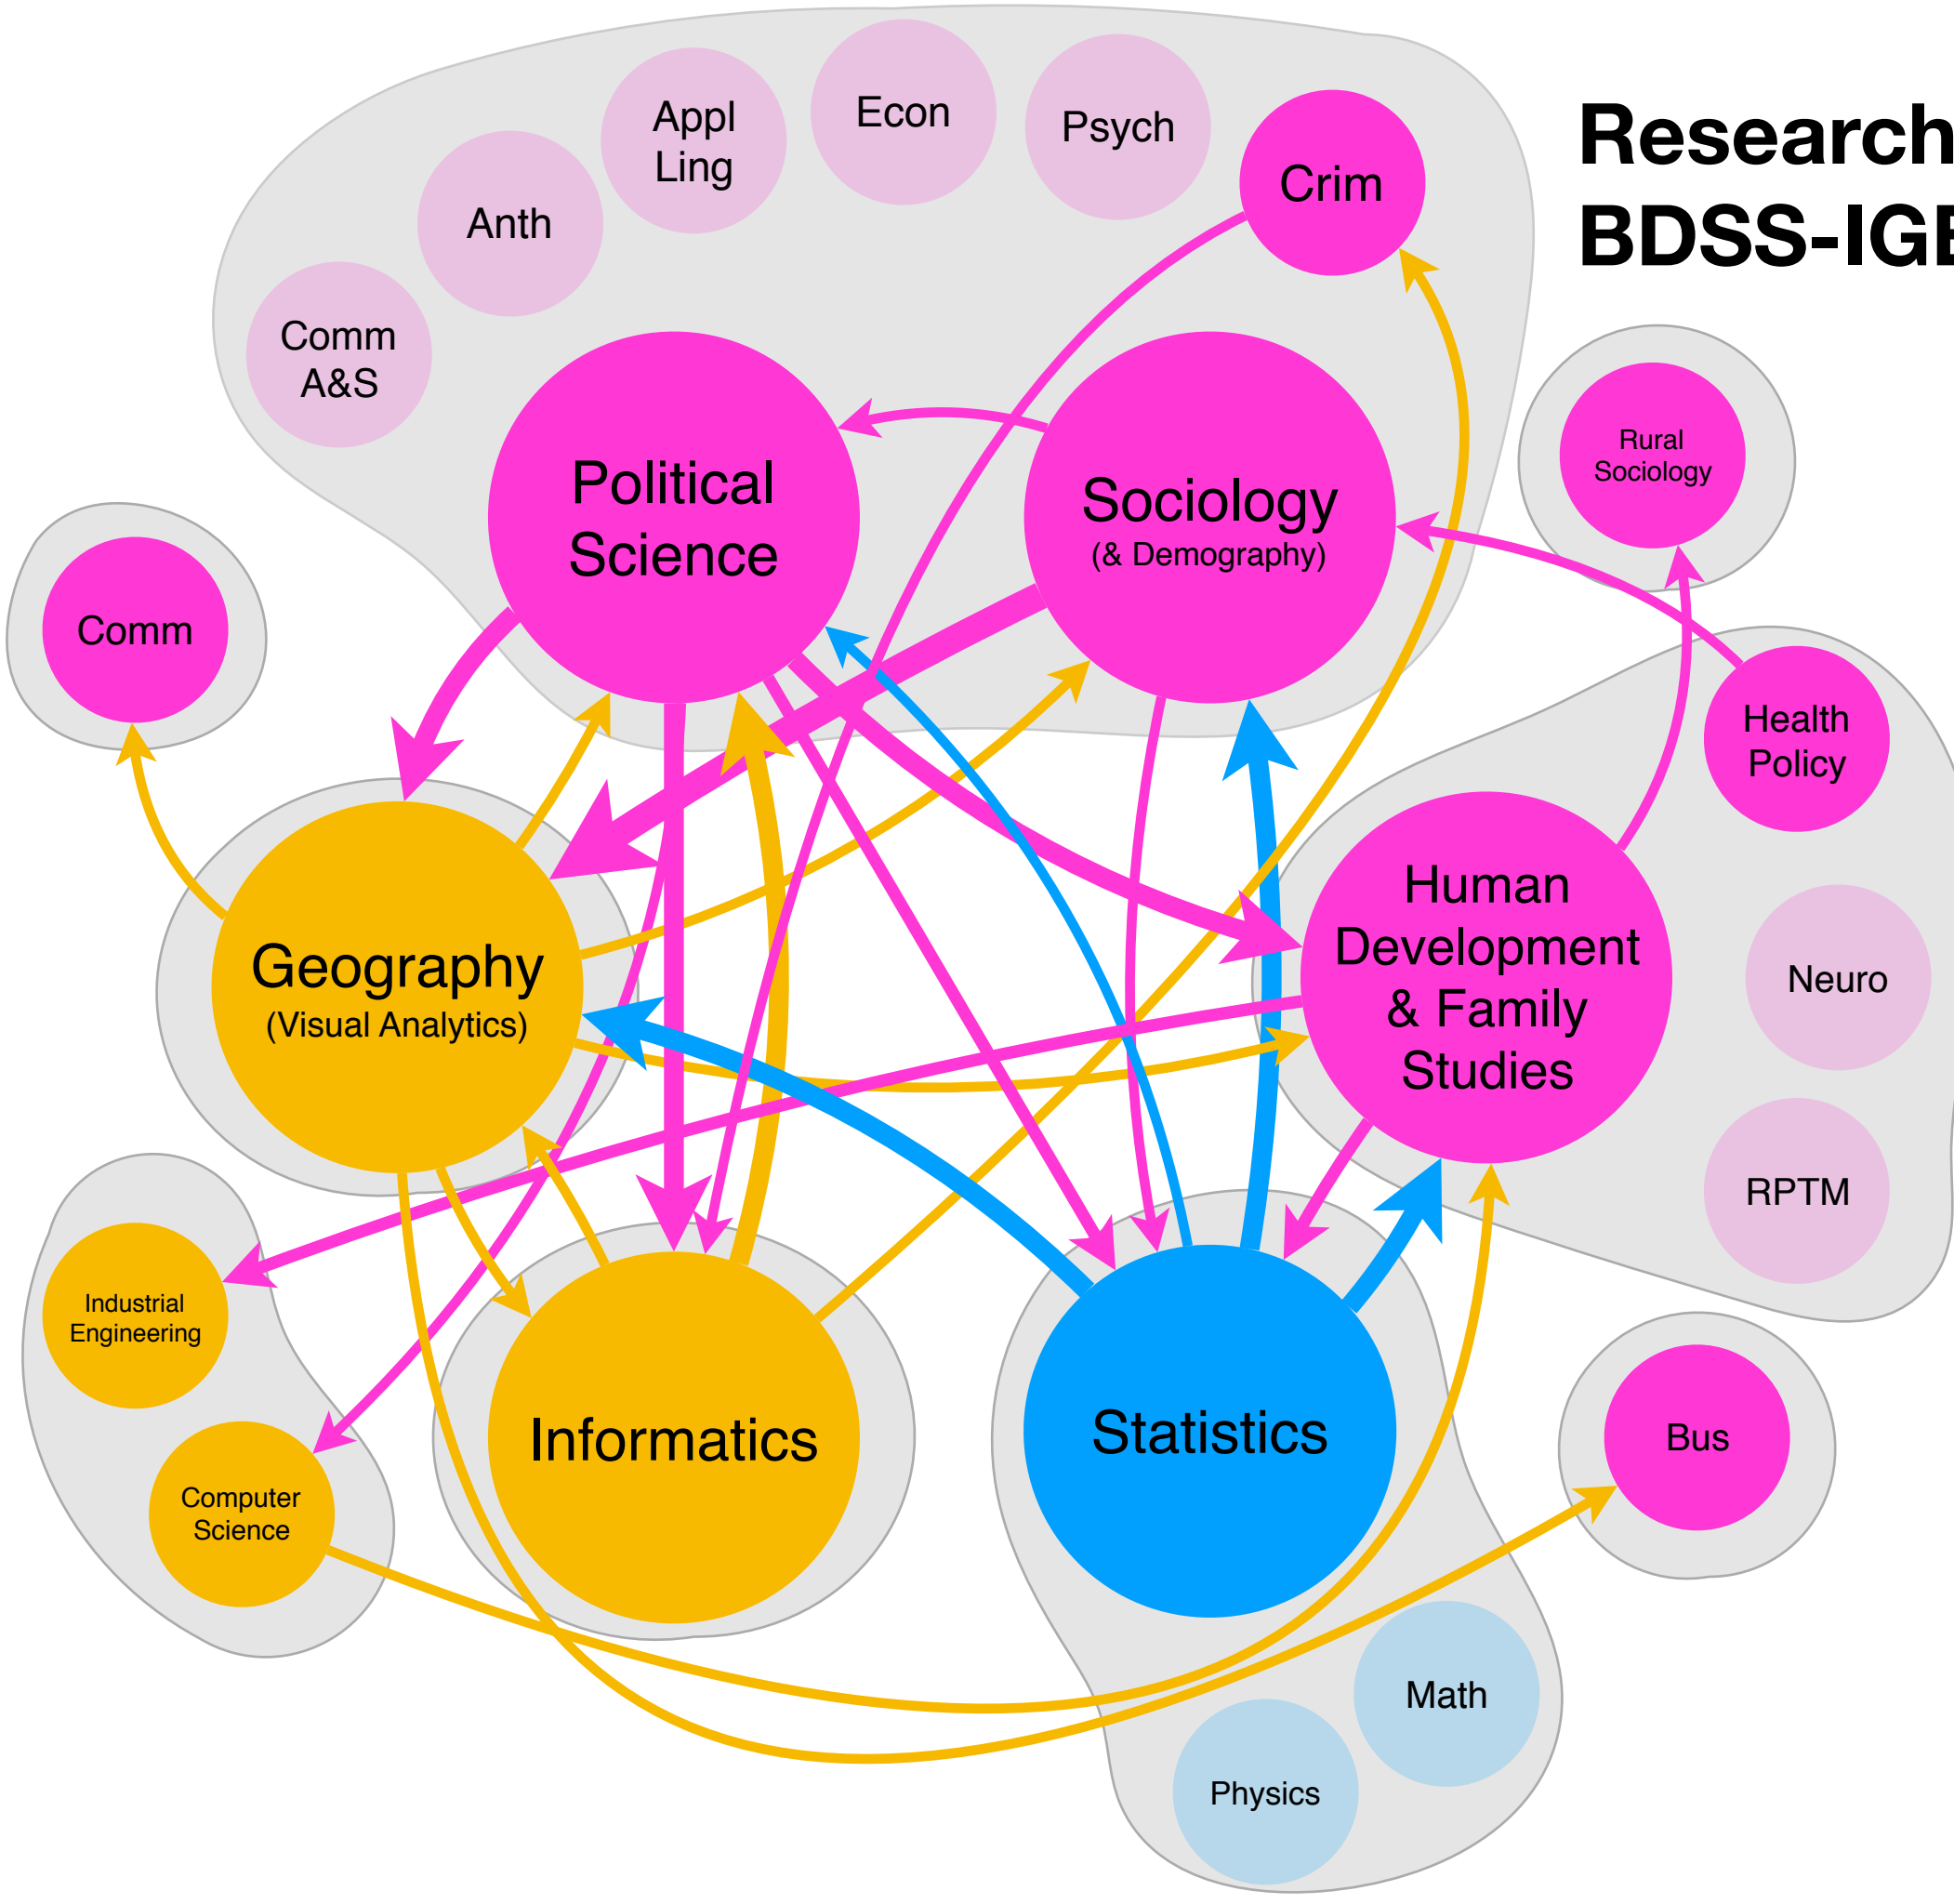 Research
BDSS-IGE
Appl
Ling
Econ
Psych
Crim
Anth
Comm
A&S
Political
Science
Sociology
(& Demography)
Rural
Sociology
Comm
Health
Policy
Human
Development
& Family
Studies
Neuro
Geography
(Visual Analytics)
RPTM
Industrial
Engineering
Computer
Science
Informatics
Statistics
Bus
Math
Physics